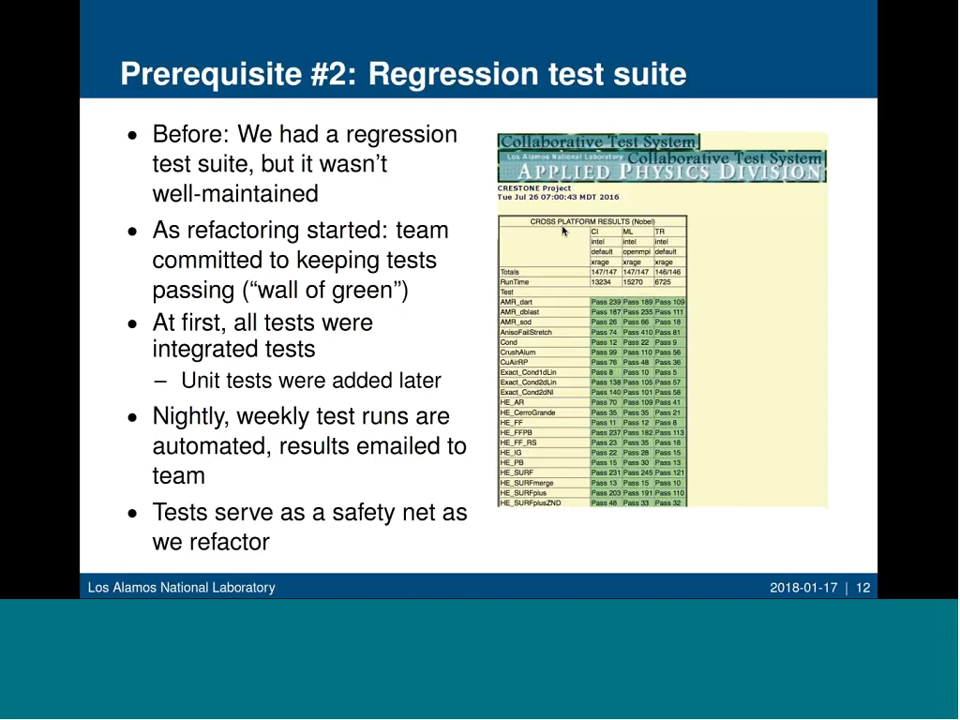 Prerequisite #2: Regression test suite
• Before: We had a regression
test suite, but it wasn't
well-maintained
• As refactoring started: team
committed to keeping tests
passing (“wall of green”)
• At first, all tests were
integrated tests
– Unit tests were added later
• Nightly, weekly test runs are
automated, results emailed to
team
• Tests serve as a safety net as
we refactor
Collaborative Test System
Los Alamos National Laboratory Collaborative Test System
APPLIED PHYSICS DIVISION
CRESTONE Project
Tue Jul 26 07:00:43 MDT 2016
CROSS PLATFORM RESULTS (Nobel)
CI ML TR
intel intel intel
default openmpi default
xrage xrage xrage
Totals 147/147 147/147 146/146
RunTime 13234 15270 6725
Test
AMR_dart Pass 239 Pass 189 Pass 109
AMR_dblast Pass 187 Pass 235 Pass 111
AMR_sod Pass 26 Pass 66 Pass 18
AnisoFailStretch Pass 74 Pass 410 Pass 81
Cond Pass 12 Pass 22 Pass 9
CrushAlum Pass 99 Pass 110 Pass 56
CuAirRP Pass 76 Pass 48 Pass 36
Exact_Cond1dLin Pass 8 Pass 10 Pass 5
Exact_Cond2dLin Pass 138 Pass 105 Pass 57
Exact_Cond2dNl Pass 140 Pass 101 Pass 58
HE_AR Pass 70 Pass 109 Pass 41
HE_CerroGrande Pass 35 Pass 35 Pass 21
HE_FF Pass 11 Pass 12 Pass 8
HE_FFPB Pass 237 Pass 182 Pass 113
HE_FF_RS Pass 23 Pass 35 Pass 16
HE_IG Pass 22 Pass 28 Pass 15
HE_PB Pass 15 Pass 30 Pass 13
HE_SURF Pass 231 Pass 245 Pass 121
HE_SURFmerge Pass 13 Pass 15 Pass 10
HE_SURFplus Pass 203 Pass 191 Pass 110
HE_SURFplusZND Pass 48 Pass 33 Pass 32
Los Alamos National Laboratory
2018-01-17 | 12